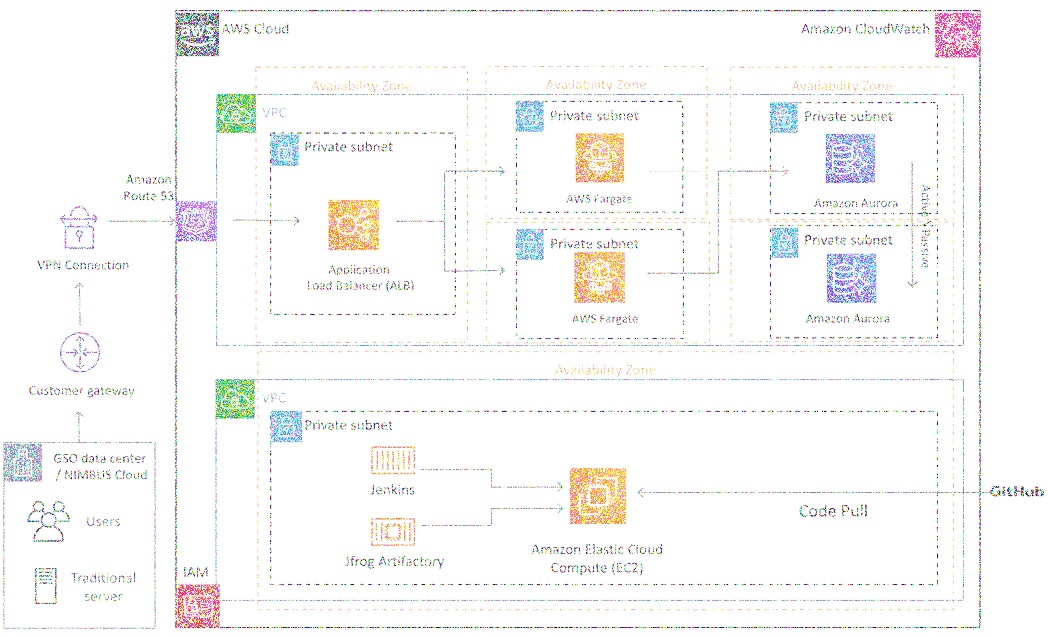 aws
AWS Cloud
Amazon CloudWatch
Availability Zone
Availability Zone
Availability Zone
VPC
Private subnet
Private subnet
Private subnet
Amazon
Route 53
AWS Fargate
Amazon Aurora
Active / Passive
Private subnet
Private subnet
VPN Connection
Application
Load Balancer (ALB)
AWS Fargate
Amazon Aurora
Availability Zone
Customer gateway
VPC
Private subnet
GSO data center
/ NIMBUS Cloud
Users
Traditional
server
Jenkins
Jfrog Artifactory
Amazon Elastic Cloud
Compute (EC2)
Code Pull
GitHub
IAM